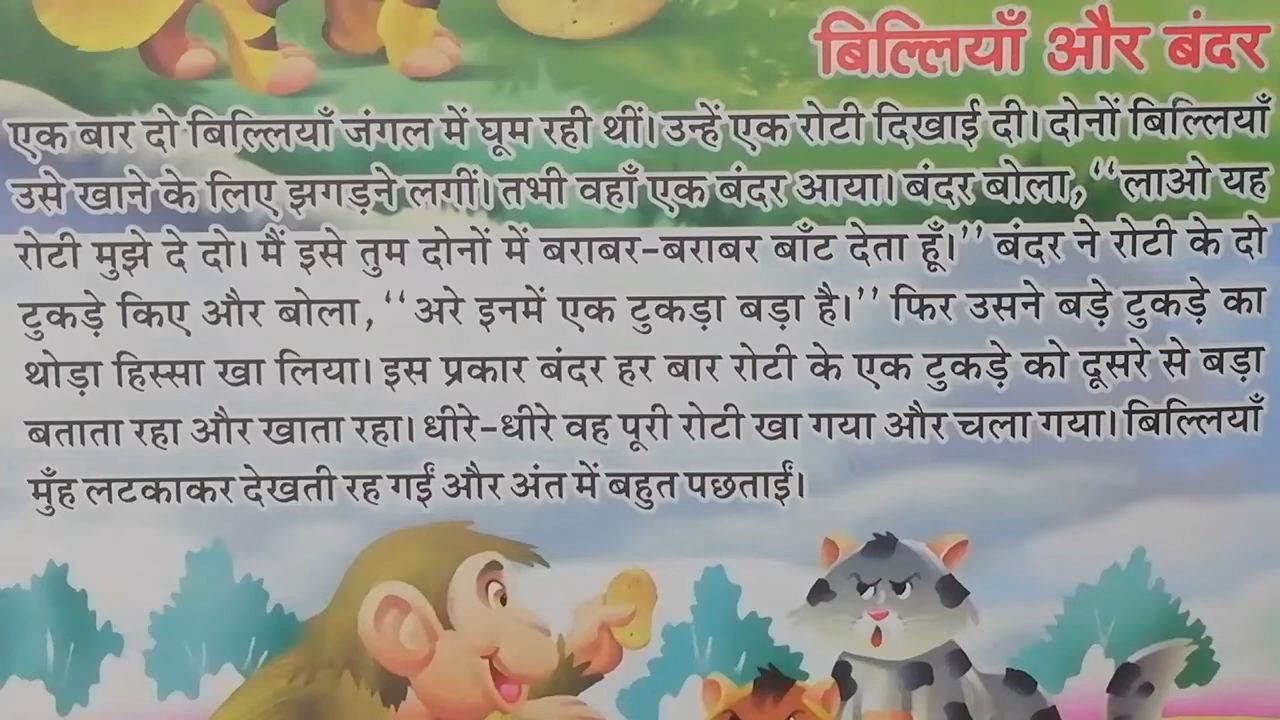 बिल्लियाँ और बंदर
एक बार दो बिल्लियाँ जंगल में घूम रही थीं। उन्हें एक रोटी दिखाई दी। दोनों बिल्लियाँ
उसे खाने के लिए झगड़ने लगीं। तभी वहाँ एक बंदर आया। बंदर बोला, “लाओ यह
रोटी मुझे दे दो। मैं इसे तुम दोनों में बराबर-बराबर बाँट देता हूँ।” बंदर ने रोटी के दो
टुकड़े किए और बोला, “अरे इनमें एक टुकड़ा बड़ा है।” फिर उसने बड़े टुकड़े का
थोड़ा हिस्सा खा लिया। इस प्रकार बंदर हर बार रोटी के एक टुकड़े को दूसरे से बड़ा
बताता रहा और खाता रहा। धीरे-धीरे वह पूरी रोटी खा गया और चला गया। बिल्लियाँ
मुँह लटकाकर देखती रह गईं और अंत में बहुत पछताईं।